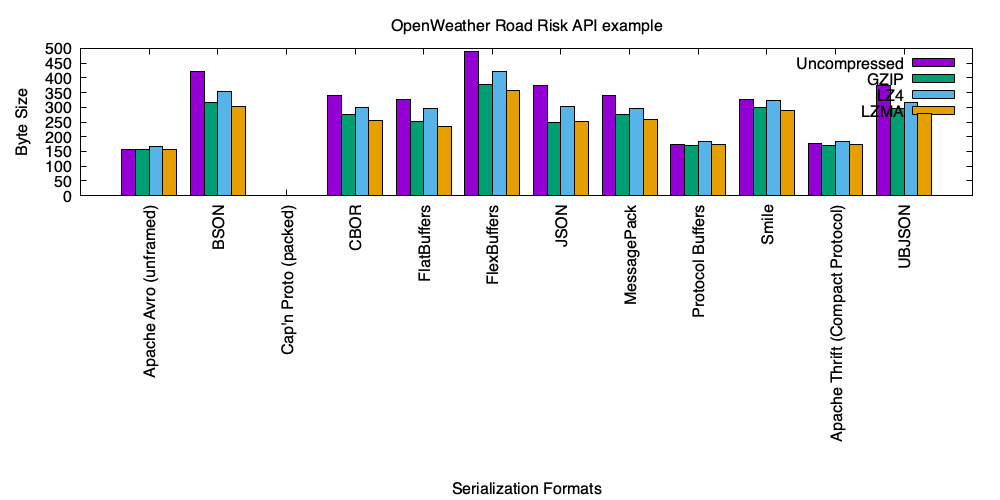 OpenWeather Road Risk API example
Byte Size
500
450
400
350
300
250
200
150
100
50
0
Uncompressed
GZIP
LZ4
LZMA
Apache Avro (unframed)
BSON
Cap'n Proto (packed)
CBOR
FlatBuffers
FlexBuffers
JSON
MessagePack
Protocol Buffers
Smile
Apache Thrift (Compact Protocol)
UBJSON
Serialization Formats